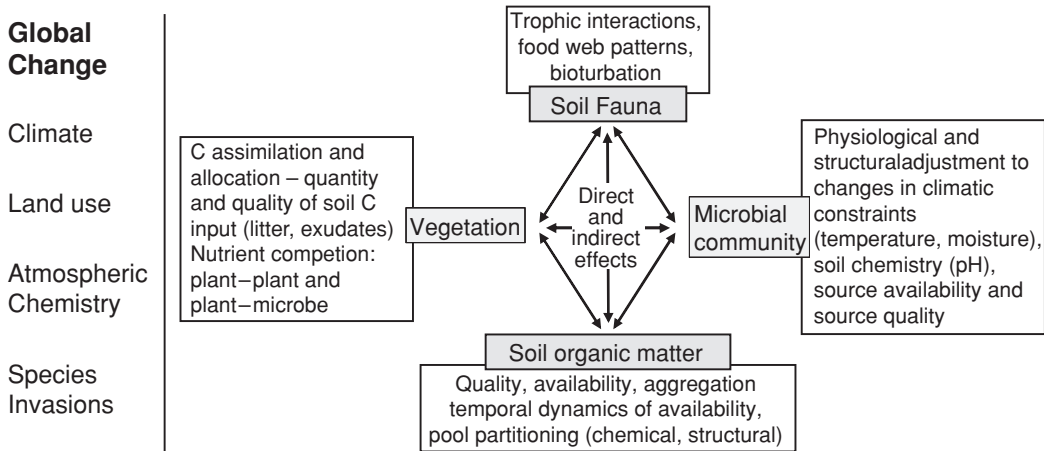 Global
Change
Climate
Land use
Atmospheric
Chemistry
Species
Invasions
Trophic interactions,
food web patterns,
bioturbation
Soil Fauna
C assimilation and
allocation – quantity
and quality of soil C
input (litter, exudates)
Nutrient competion:
plant–plant and
plant–microbe
Vegetation
Direct
and
indirect
effects
Microbial
community
Physiological and
structuraladjustment to
changes in climatic
constraints
(temperature, moisture),
soil chemistry (pH),
source availability and
source quality
Soil organic matter
Quality, availability, aggregation
temporal dynamics of availability,
pool partitioning (chemical, structural)